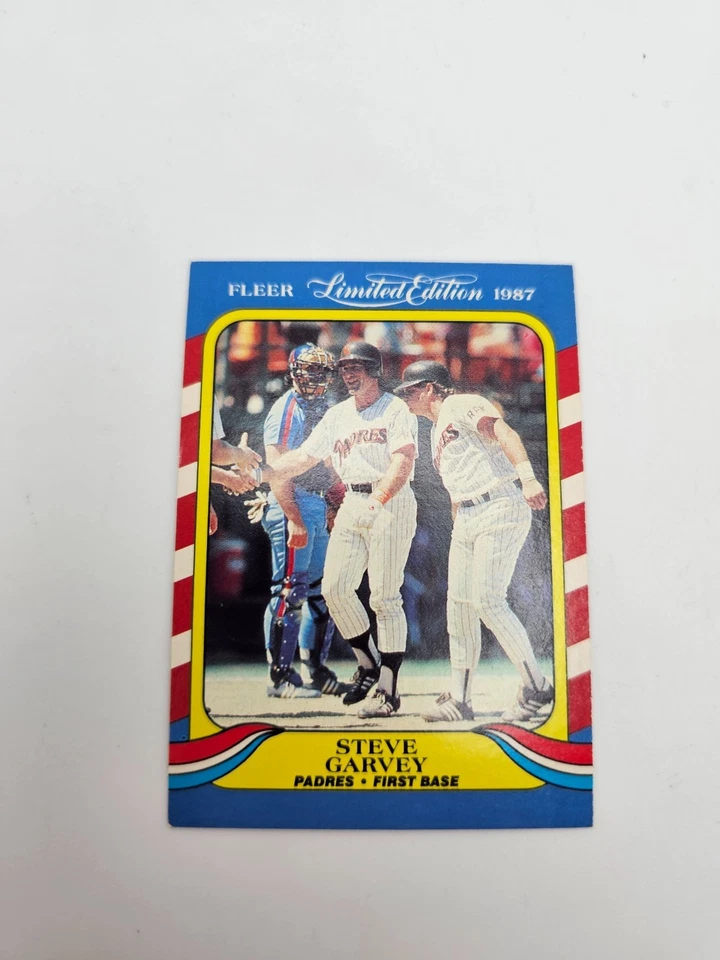 FLEER Limited Edition 1987
PADRES
STEVE
GARVEY
PADRES • FIRST BASE